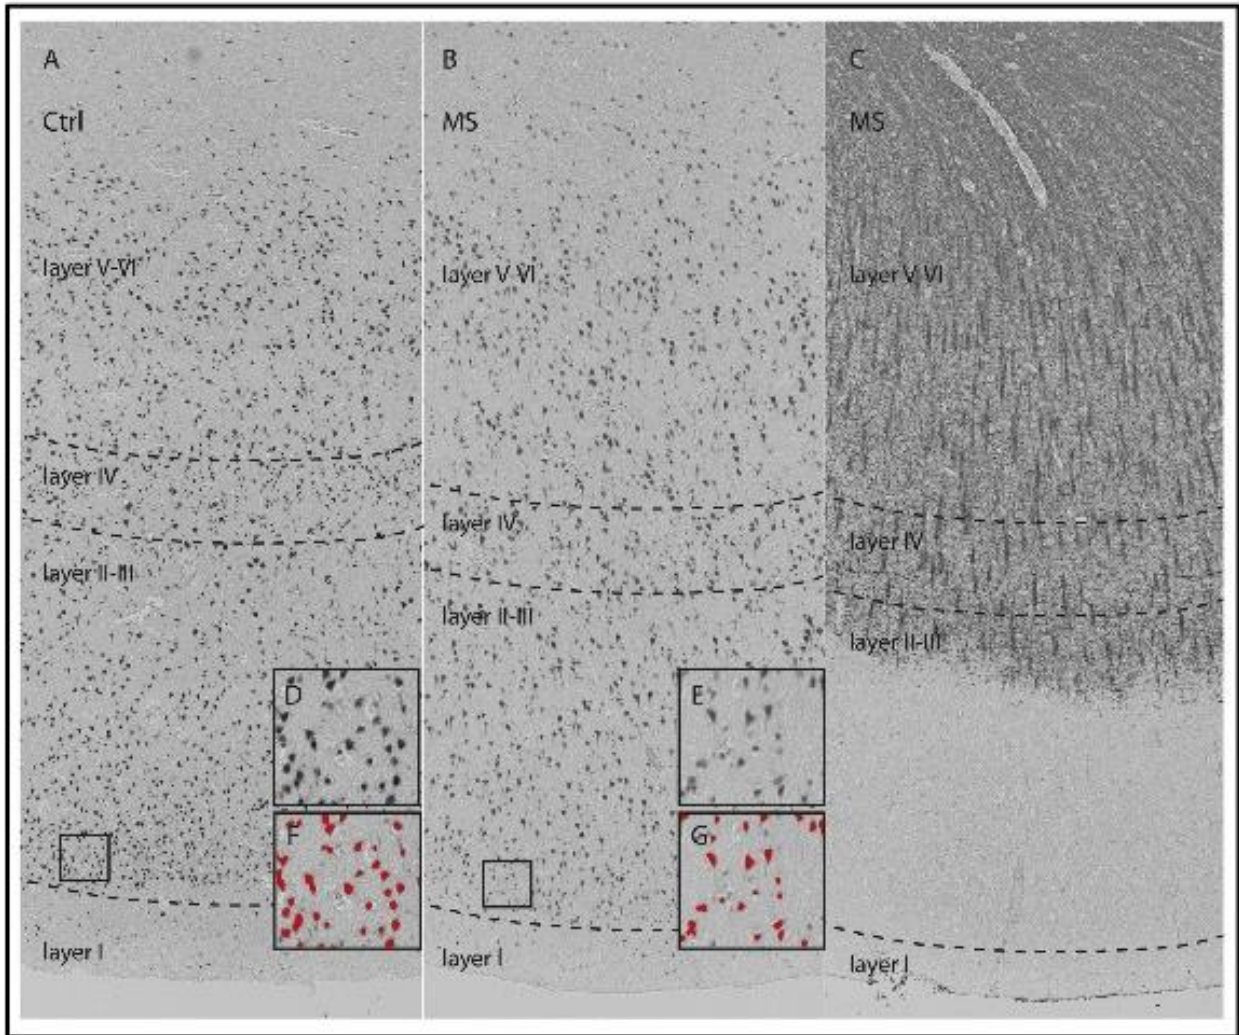 A
Ctrl
layer V-VI
layer IV
layer II-III
layer I
B
MS
layer V-VI
layer IV
layer II-III
layer I
C
MS
layer V-VI
layer IV
layer II-III
layer I
D
E
F
G